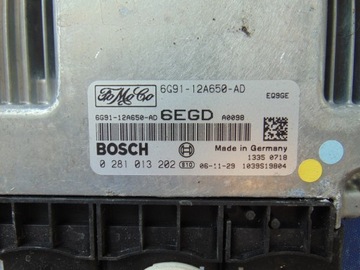 FoMoCo 6G91-12A650-AD
EQ9GE
6G91-12A650-AD 6EGD A0098
BOSCH Made in Germany
1335 0718
0 281 013 202 06-11-29 1039S19804